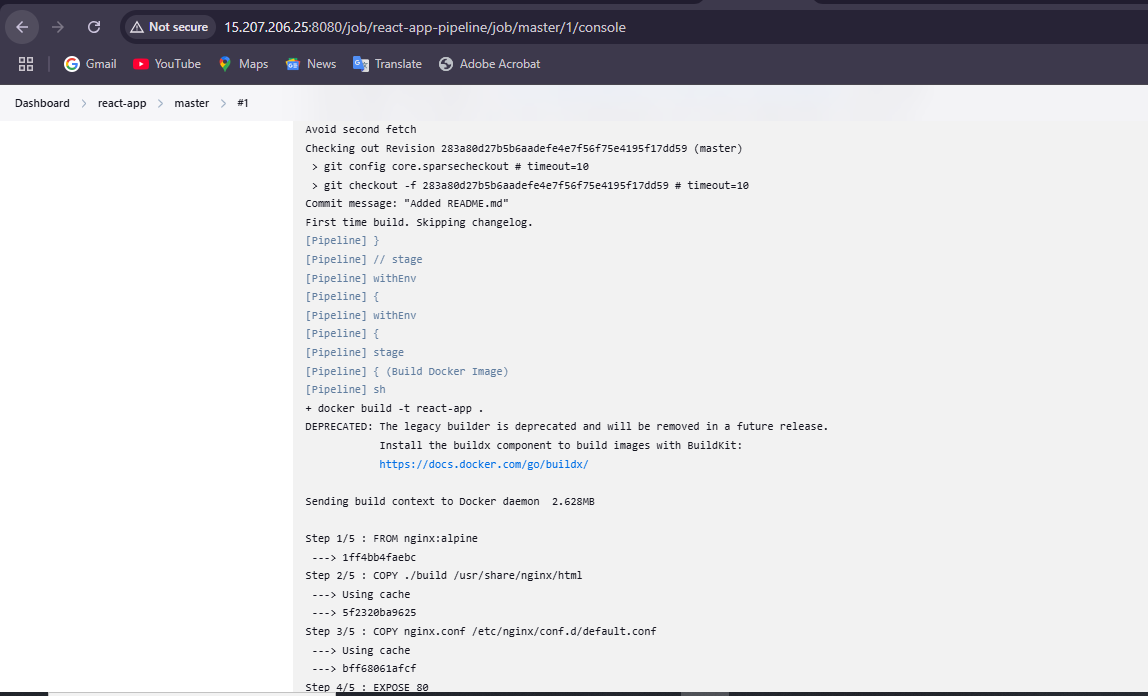 Not secure 15.207.206.25:8080/job/react-app-pipeline/job/master/1/console
Gmail YouTube Maps News Translate Adobe Acrobat
Dashboard > react-app > master > #1
Avoid second fetch
Checking out Revision 283a80d27b5b6aadefe4e7f56f75e4195f17dd59 (master)
> git config core.sparsecheckout # timeout=10
> git checkout -f 283a80d27b5b6aadefe4e7f56f75e4195f17dd59 # timeout=10
Commit message: "Added README.md"
First time build. Skipping changelog.
[Pipeline] }
[Pipeline] // stage
[Pipeline] withEnv
[Pipeline] {
[Pipeline] withEnv
[Pipeline] {
[Pipeline] stage
[Pipeline] { (Build Docker Image)
[Pipeline] sh
+ docker build -t react-app .
DEPRECATED: The legacy builder is deprecated and will be removed in a future release.
Install the buildx component to build images with BuildKit:
https://docs.docker.com/go/buildx/
Sending build context to Docker daemon 2.628MB
Step 1/5 : FROM nginx:alpine
---> 1ff4bb4faebc
Step 2/5 : COPY ./build /usr/share/nginx/html
---> Using cache
---> 5f2320ba9625
Step 3/5 : COPY nginx.conf /etc/nginx/conf.d/default.conf
---> Using cache
---> bff68061afcf
Step 4/5 : EXPOSE 80